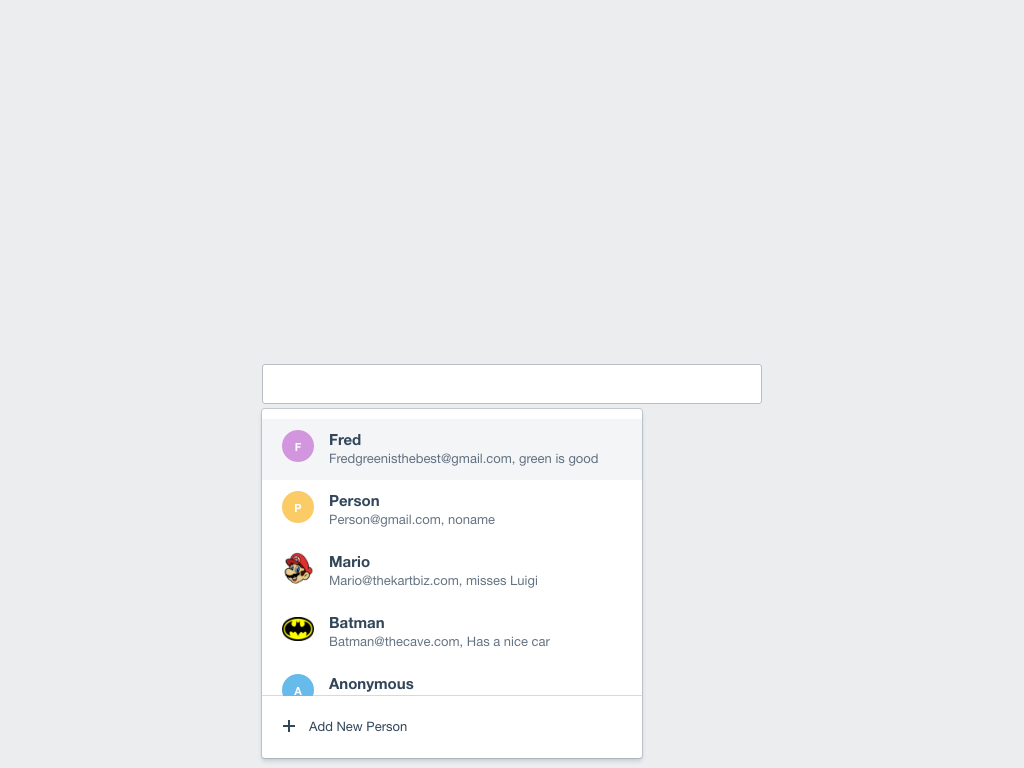 F
Fred
Fredgreenisthebest@gmail.com, green is good
P
Person
Person@gmail.com, noname
Mario
Mario@thekartbiz.com, misses Luigi
Batman
Batman@thecave.com, Has a nice car
A
Anonymous
Add New Person